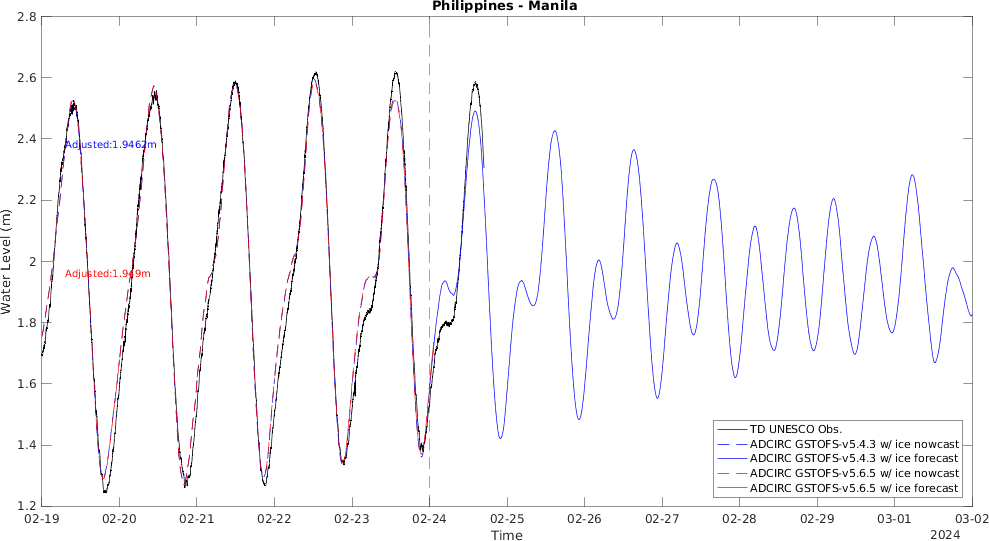 Philippines - Manila
2.8
2.6
2.4
2.2
2
1.8
1.6
1.4
1.2
Water Level (m)
Adjusted:1.9462m
Adjusted:1.949m
TD UNESCO Obs.
ADCIRC GSTOFS-v5.4.3 w/ ice nowcast
ADCIRC GSTOFS-v5.4.3 w/ ice forecast
ADCIRC GSTOFS-v5.6.5 w/ ice nowcast
ADCIRC GSTOFS-v5.6.5 w/ ice forecast
02-19 02-20 02-21 02-22 02-23 02-24 02-25 02-26 02-27 02-28 02-29 03-01 03-02
Time
2024